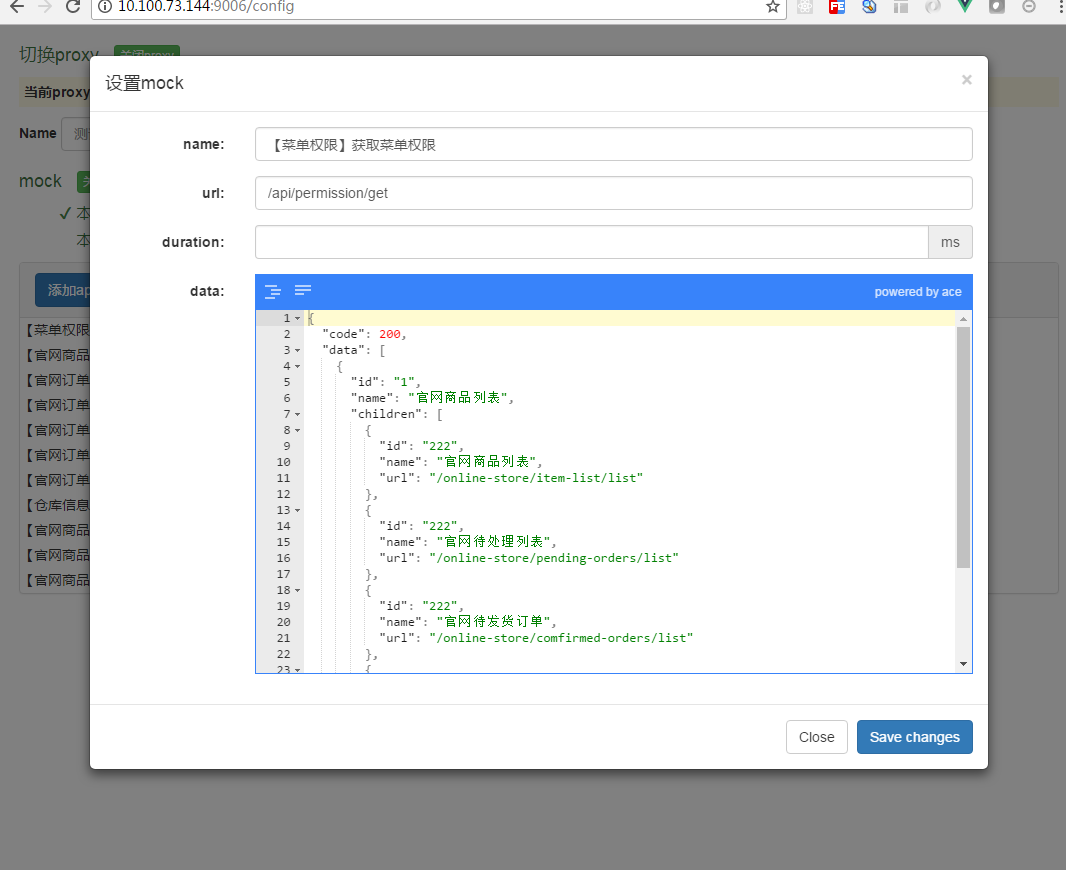 10.100.73.144:9006/config
FE
切换proxy 关闭proxy
设置mock ×
当前proxy
Name 测
name: 【菜单权限】获取菜单权限
url: /api/permission/get
mock 关
duration: ms
本
本
data: powered by ace
添加ap
【菜单权限
【官网商品
【官网订单
【官网订单
【官网订单
【官网订单
【官网订单
【仓库信息
【官网商品
【官网商品
【官网商品
1 {
2 "code": 200,
3 "data": [
4 {
5 "id": "1",
6 "name": "官网商品列表",
7 "children": [
8 {
9 "id": "222",
10 "name": "官网商品列表",
11 "url": "/online-store/item-list/list"
12 },
13 {
14 "id": "222",
15 "name": "官网待处理列表",
16 "url": "/online-store/pending-orders/list"
17 },
18 {
19 "id": "222",
20 "name": "官网待发货订单",
21 "url": "/online-store/comfirmed-orders/list"
22 },
23 {
Close Save changes